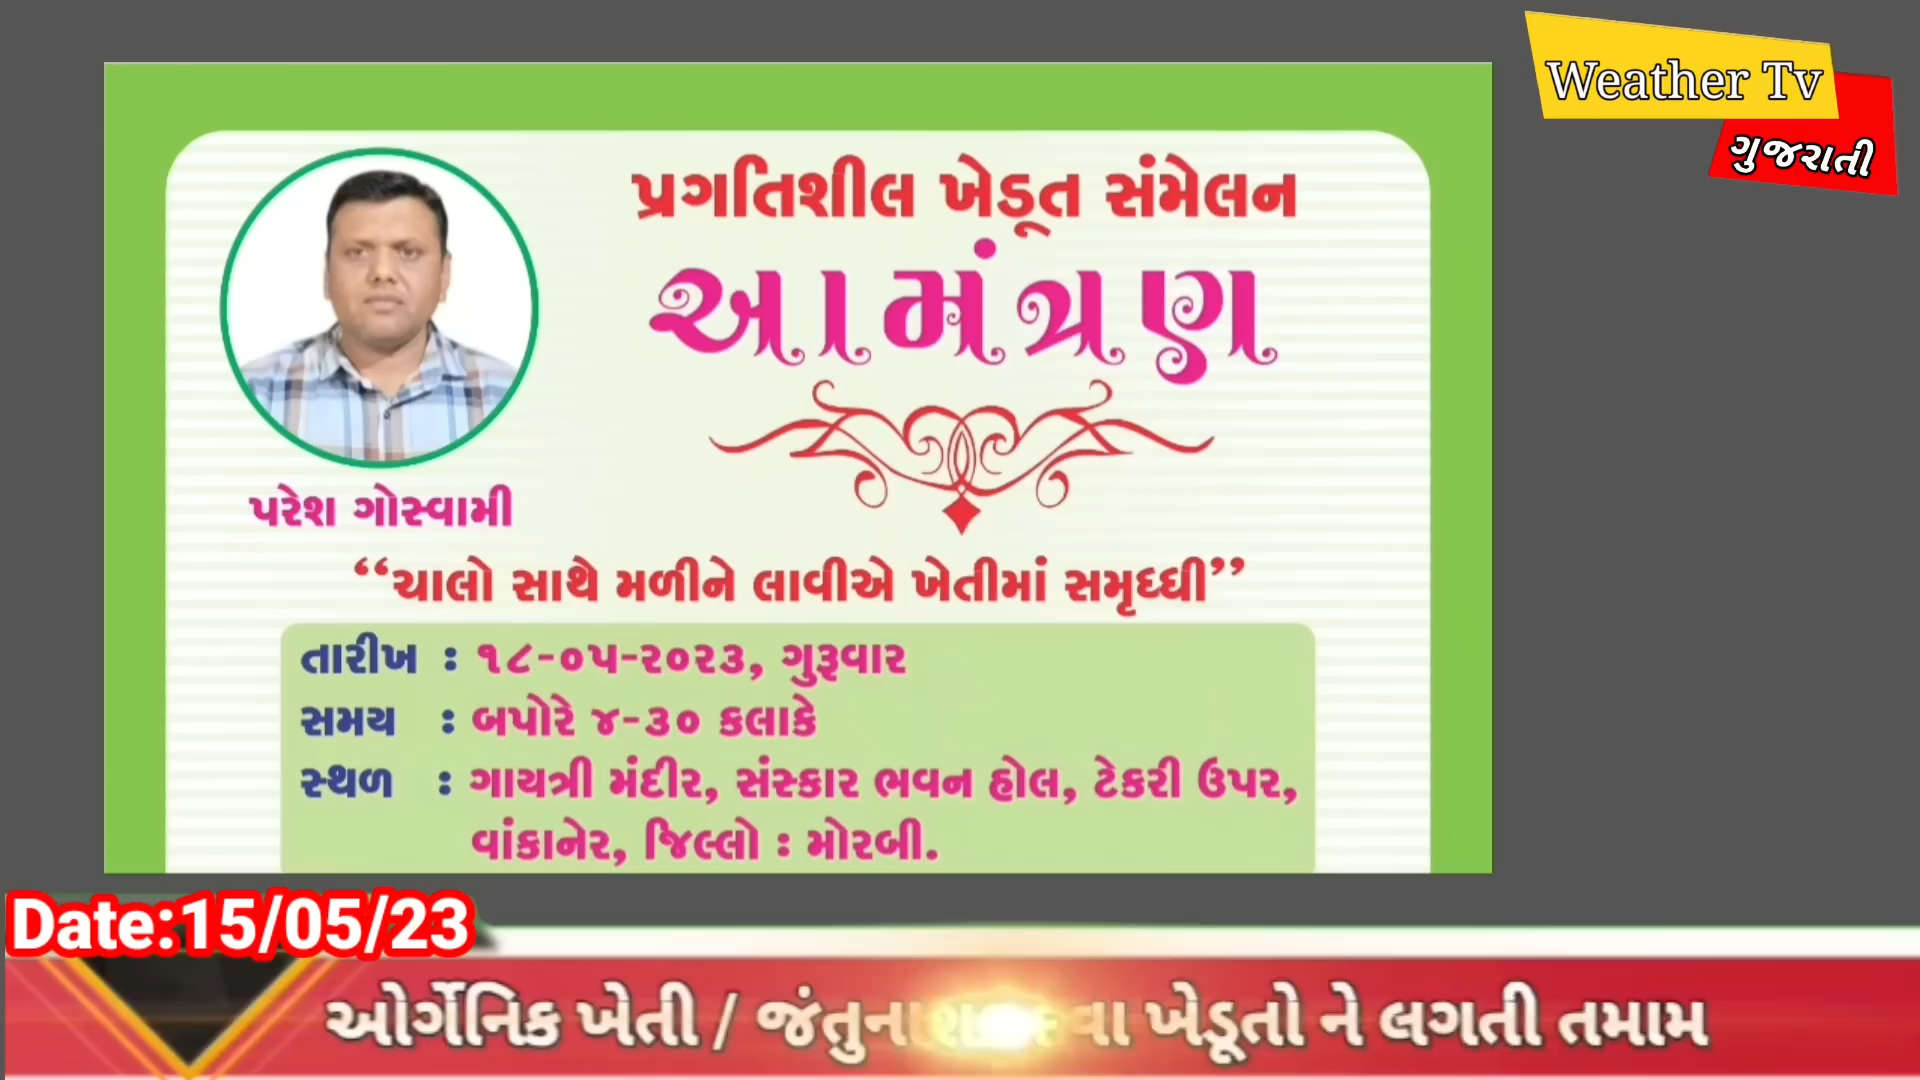 Weather Tv
ગુજરાતી
પ્રગતિશીલ ખેડૂત સંમેલન
આમંત્રણ
પરેશ ગોસ્વામી
“ચાલો સાથે મળીને લાવીએ ખેતીમાં સમૃધ્ધી”
તારીખ : ૧૮-૦૫-૨૦૨૩, ગુરૂવાર
સમય : બપોરે ૪-૩૦ કલાકે
સ્થળ : ગાયત્રી મંદીર, સંસ્કાર ભવન હોલ, ટેકરી ઉપર,
વાંકાનેર, જિલ્લો : મોરબી.
Date:15/05/23
ઓર્ગેનિક ખેતી / ખેડૂતો ને લગતી તમામ